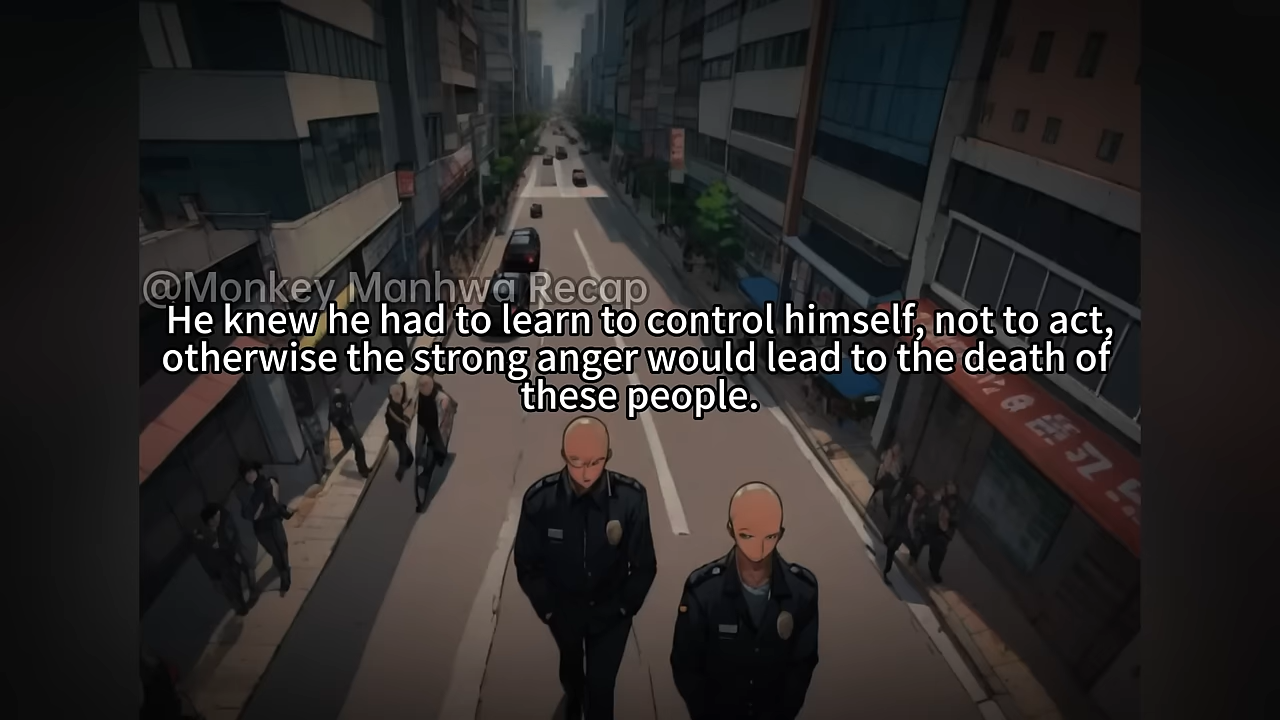 @Monkey Manhwa Recap
He knew he had to learn to control himself, not to act,
otherwise the strong anger would lead to the death of
these people.